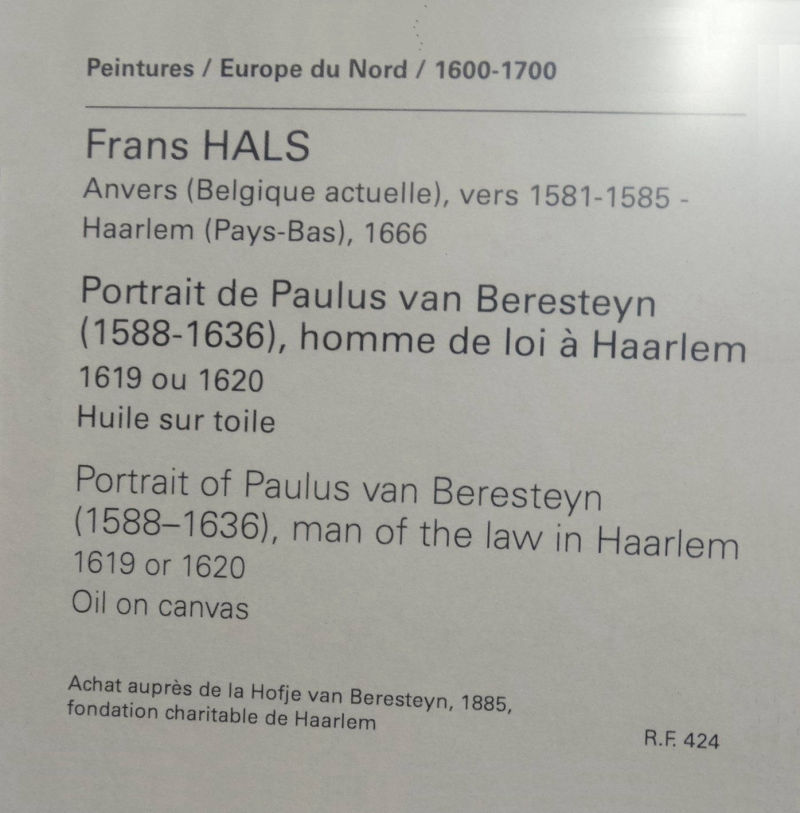 Peintures / Europe du Nord / 1600-1700
Frans HALS
Anvers (Belgique actuelle), vers 1581-1585 -
Haarlem (Pays-Bas), 1666
Portrait de Paulus van Beresteyn
(1588-1636), homme de loi à Haarlem
1619 ou 1620
Huile sur toile
Portrait of Paulus van Beresteyn
(1588–1636), man of the law in Haarlem
1619 or 1620
Oil on canvas
Achat auprès de la Hofje van Beresteyn, 1885,
fondation charitable de Haarlem
R.F. 424